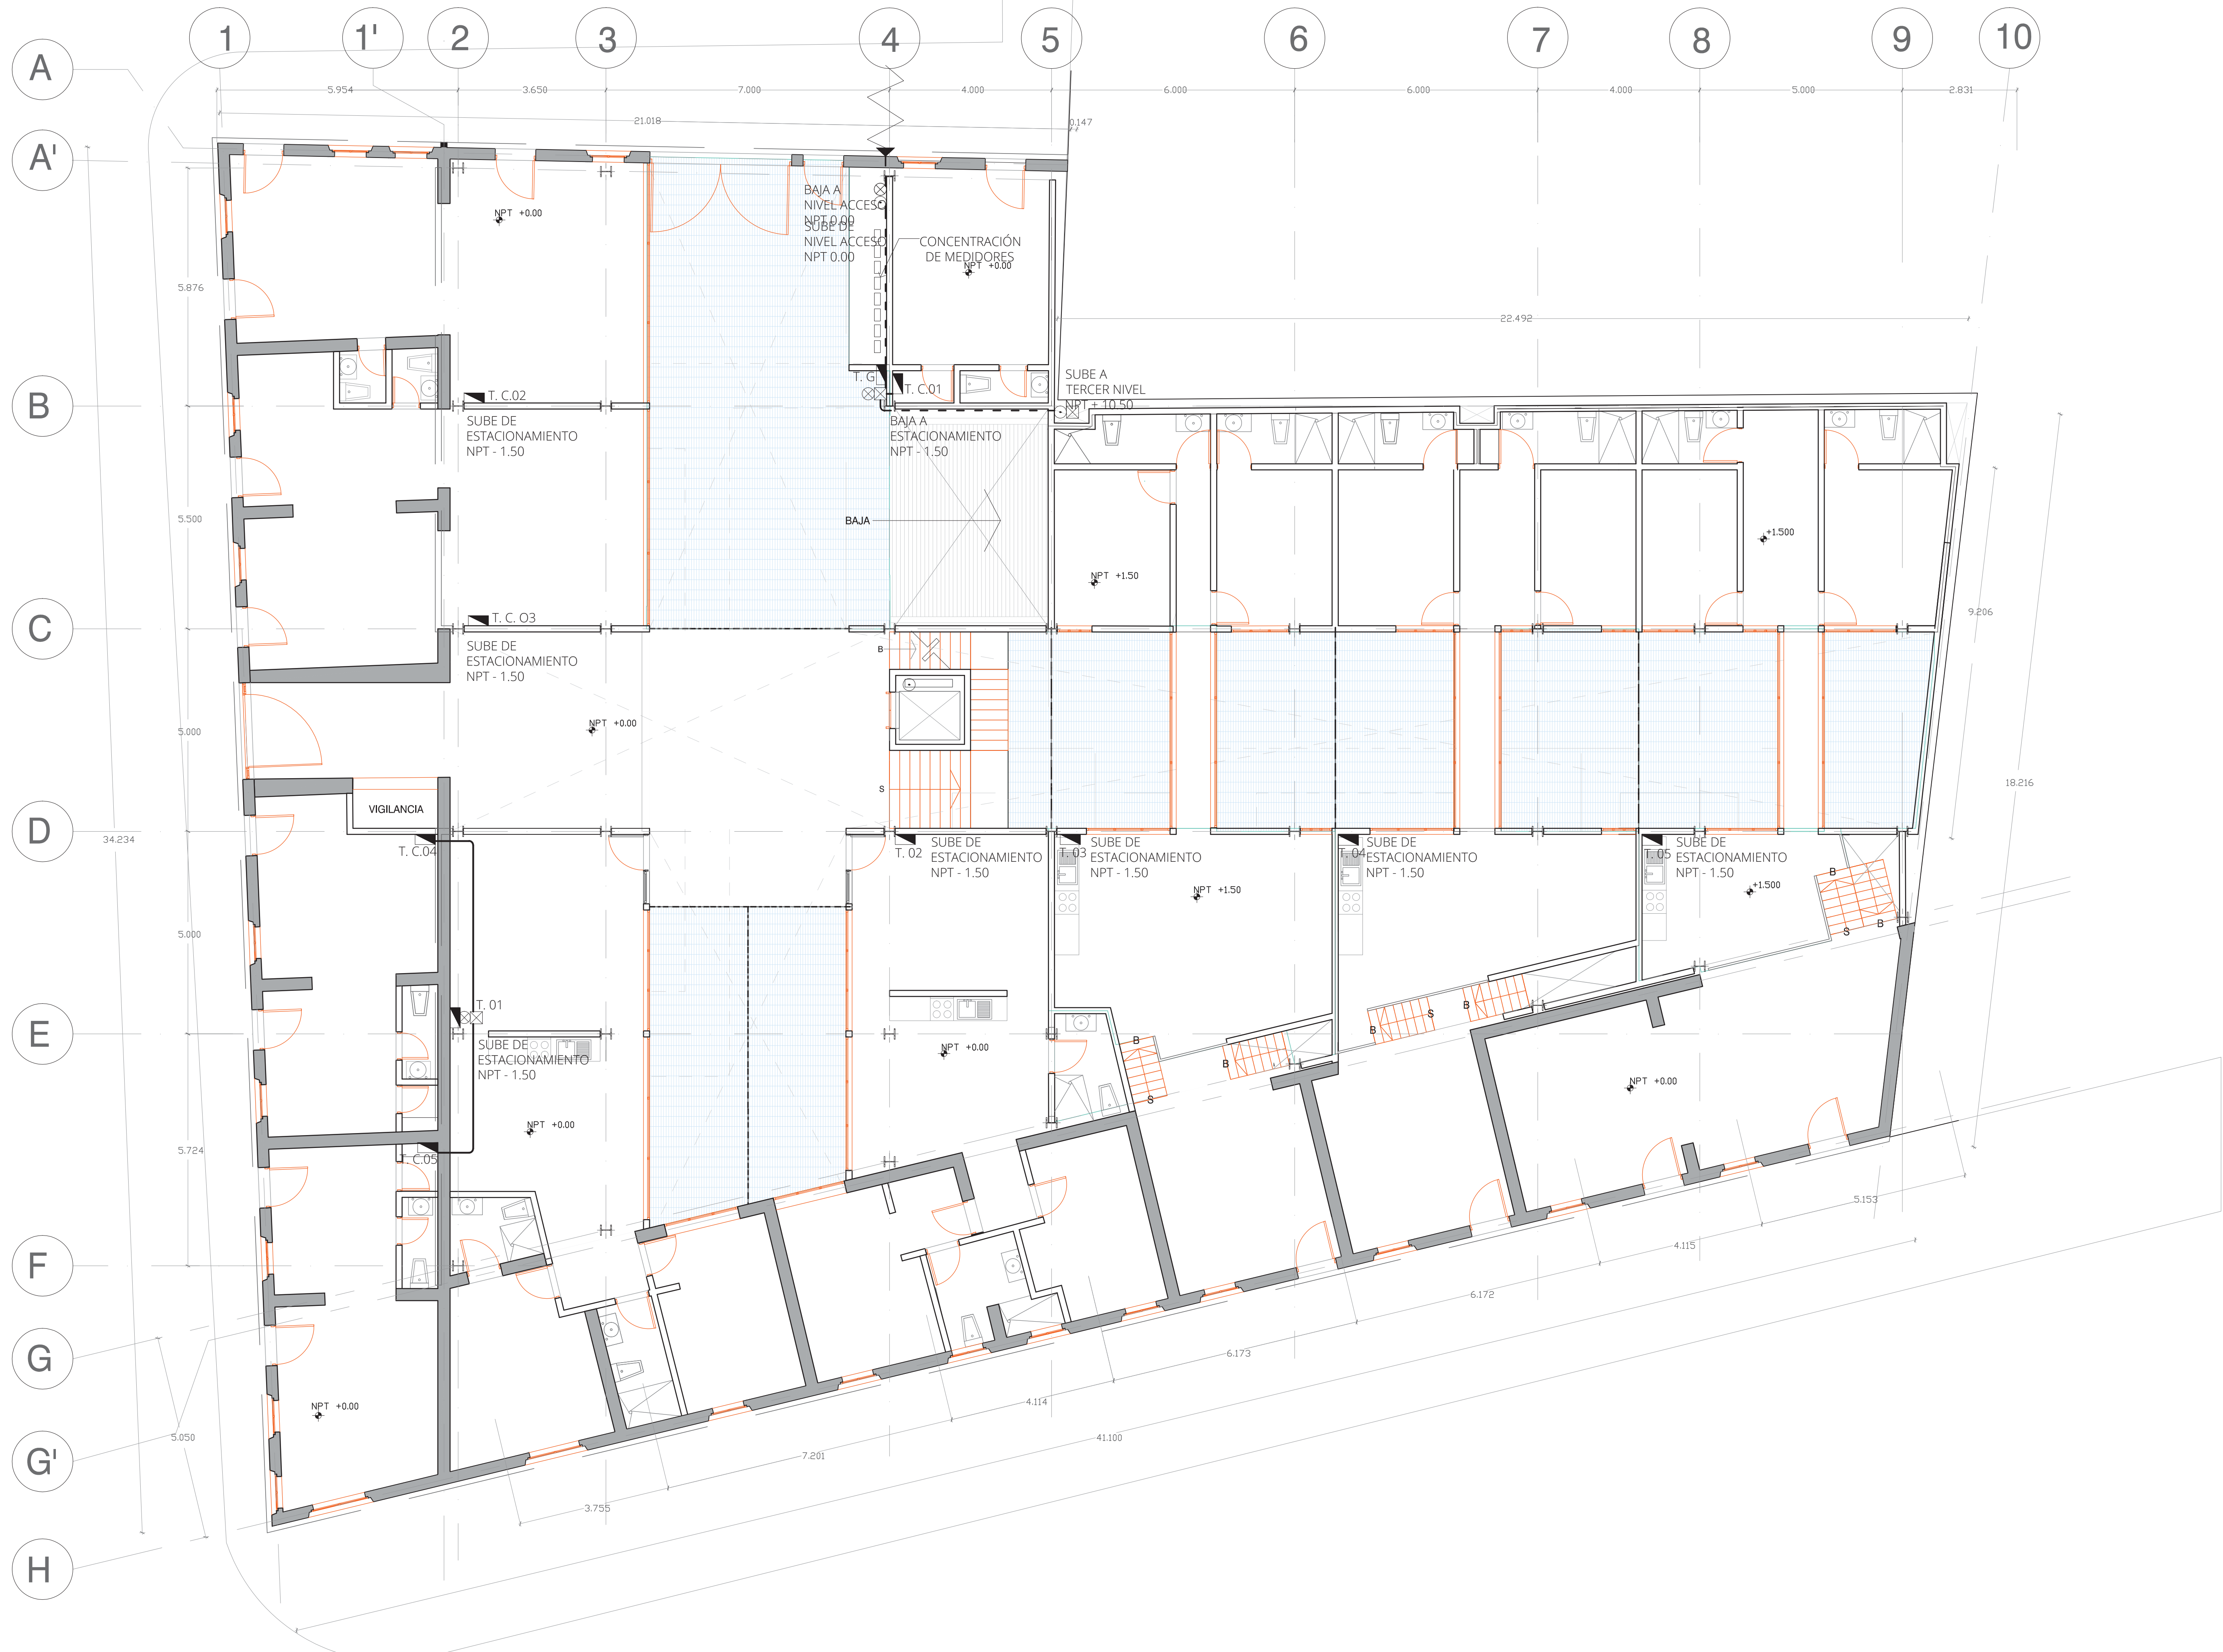 1
1'
2
3
4
5
6
7
8
9
10
A
A'
B
C
D
E
F
G
G'
H
5.954
3.650
7.000
4.000
6.000
6.000
4.000
5.000
2.831
21.018
0.147
NPT +0.00
BAJA A
NIVEL ACCESO
NPT 0.00
SUBE DE
NIVEL ACCESO
NPT 0.00
CONCENTRACIÓN
DE MEDIDORES
NPT +0.00
5.876
22.492
T. G
T. C.01
SUBE A
TERCER NIVEL
NPT + 10.50
T. C.02
SUBE DE
ESTACIONAMIENTO
NPT - 1.50
BAJA A
ESTACIONAMIENTO
NPT - 1.50
5.500
BAJA
+1.500
NPT +1.50
9.206
T. C. O3
SUBE DE
ESTACIONAMIENTO
NPT - 1.50
B
NPT +0.00
5.000
S
18.216
VIGILANCIA
34.234
T. C.04
T. 02
SUBE DE
ESTACIONAMIENTO
NPT - 1.50
T. 03
SUBE DE
ESTACIONAMIENTO
NPT - 1.50
T. 04
SUBE DE
ESTACIONAMIENTO
NPT - 1.50
T. 05
SUBE DE
ESTACIONAMIENTO
NPT - 1.50
B
NPT +1.50
+1.500
B
S
5.000
T. 01
SUBE DE
ESTACIONAMIENTO
NPT - 1.50
B
S
B
B
B
S
NPT +0.00
NPT +0.00
NPT +0.00
5.724
T. C.05
5.153
4.115
6.172
6.173
4.114
41.100
7.201
3.755
NPT +0.00
5.050